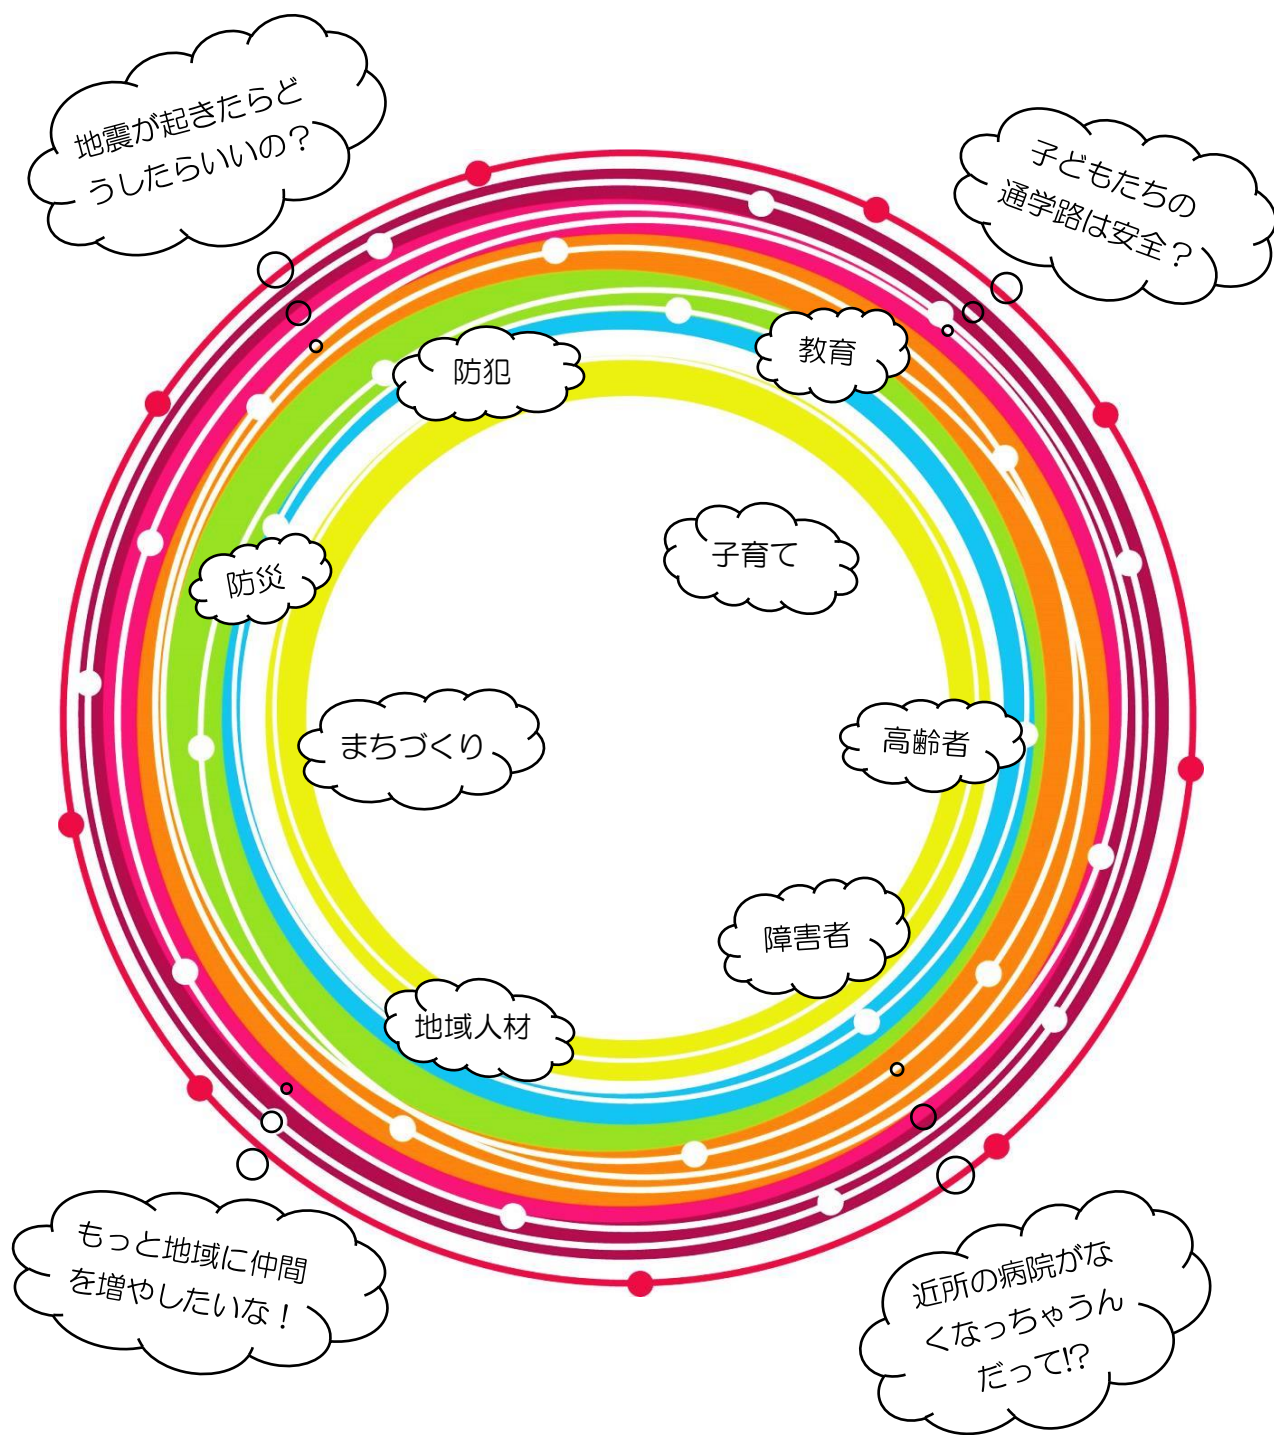 地震が起きたらど
うしたらいいの？
子どもたちの
通学路は安全？
防犯
教育
子育て
防災
まちづくり
高齢者
障害者
地域人材
もっと地域に仲間
を増やしたいな！
近所の病院がな
くなっちゃうん
だって!?